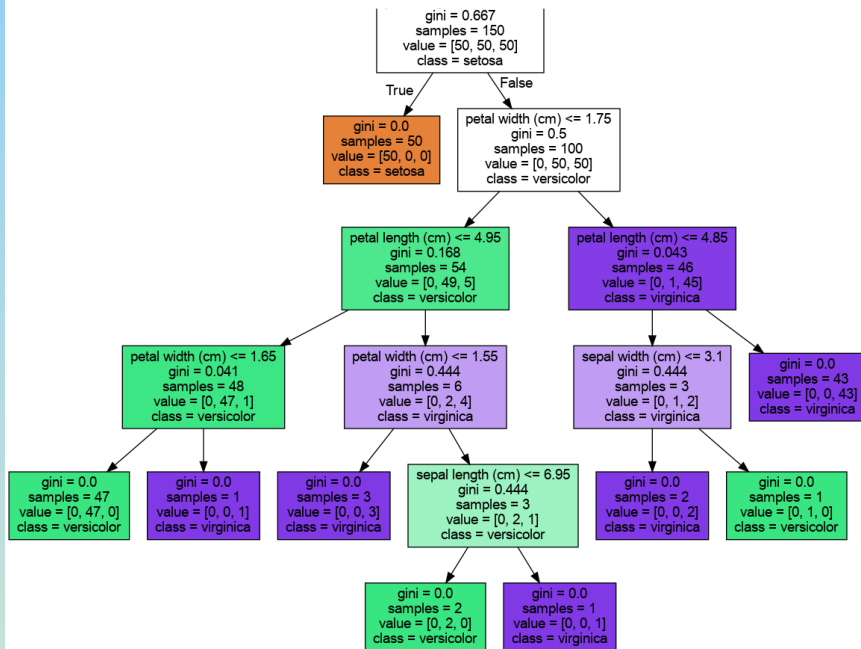 gini = 0.667
samples = 150
value = [50, 50, 50]
class = setosa
True
False
gini = 0.0
samples = 50
value = [50, 0, 0]
class = setosa
petal width (cm) <= 1.75
gini = 0.5
samples = 100
value = [0, 50, 50]
class = versicolor
petal length (cm) <= 4.95
gini = 0.168
samples = 54
value = [0, 49, 5]
class = versicolor
petal length (cm) <= 4.85
gini = 0.043
samples = 46
value = [0, 1, 45]
class = virginica
petal width (cm) <= 1.65
gini = 0.041
samples = 48
value = [0, 47, 1]
class = versicolor
petal width (cm) <= 1.55
gini = 0.444
samples = 6
value = [0, 2, 4]
class = virginica
sepal width (cm) <= 3.1
gini = 0.444
samples = 3
value = [0, 1, 2]
class = virginica
gini = 0.0
samples = 43
value = [0, 0, 43]
class = virginica
gini = 0.0
samples = 47
value = [0, 47, 0]
class = versicolor
gini = 0.0
samples = 1
value = [0, 0, 1]
class = virginica
gini = 0.0
samples = 3
value = [0, 0, 3]
class = virginica
sepal length (cm) <= 6.95
gini = 0.444
samples = 3
value = [0, 2, 1]
class = versicolor
gini = 0.0
samples = 2
value = [0, 0, 2]
class = virginica
gini = 0.0
samples = 1
value = [0, 1, 0]
class = versicolor
gini = 0.0
samples = 2
value = [0, 2, 0]
class = versicolor
gini = 0.0
samples = 1
value = [0, 0, 1]
class = virginica